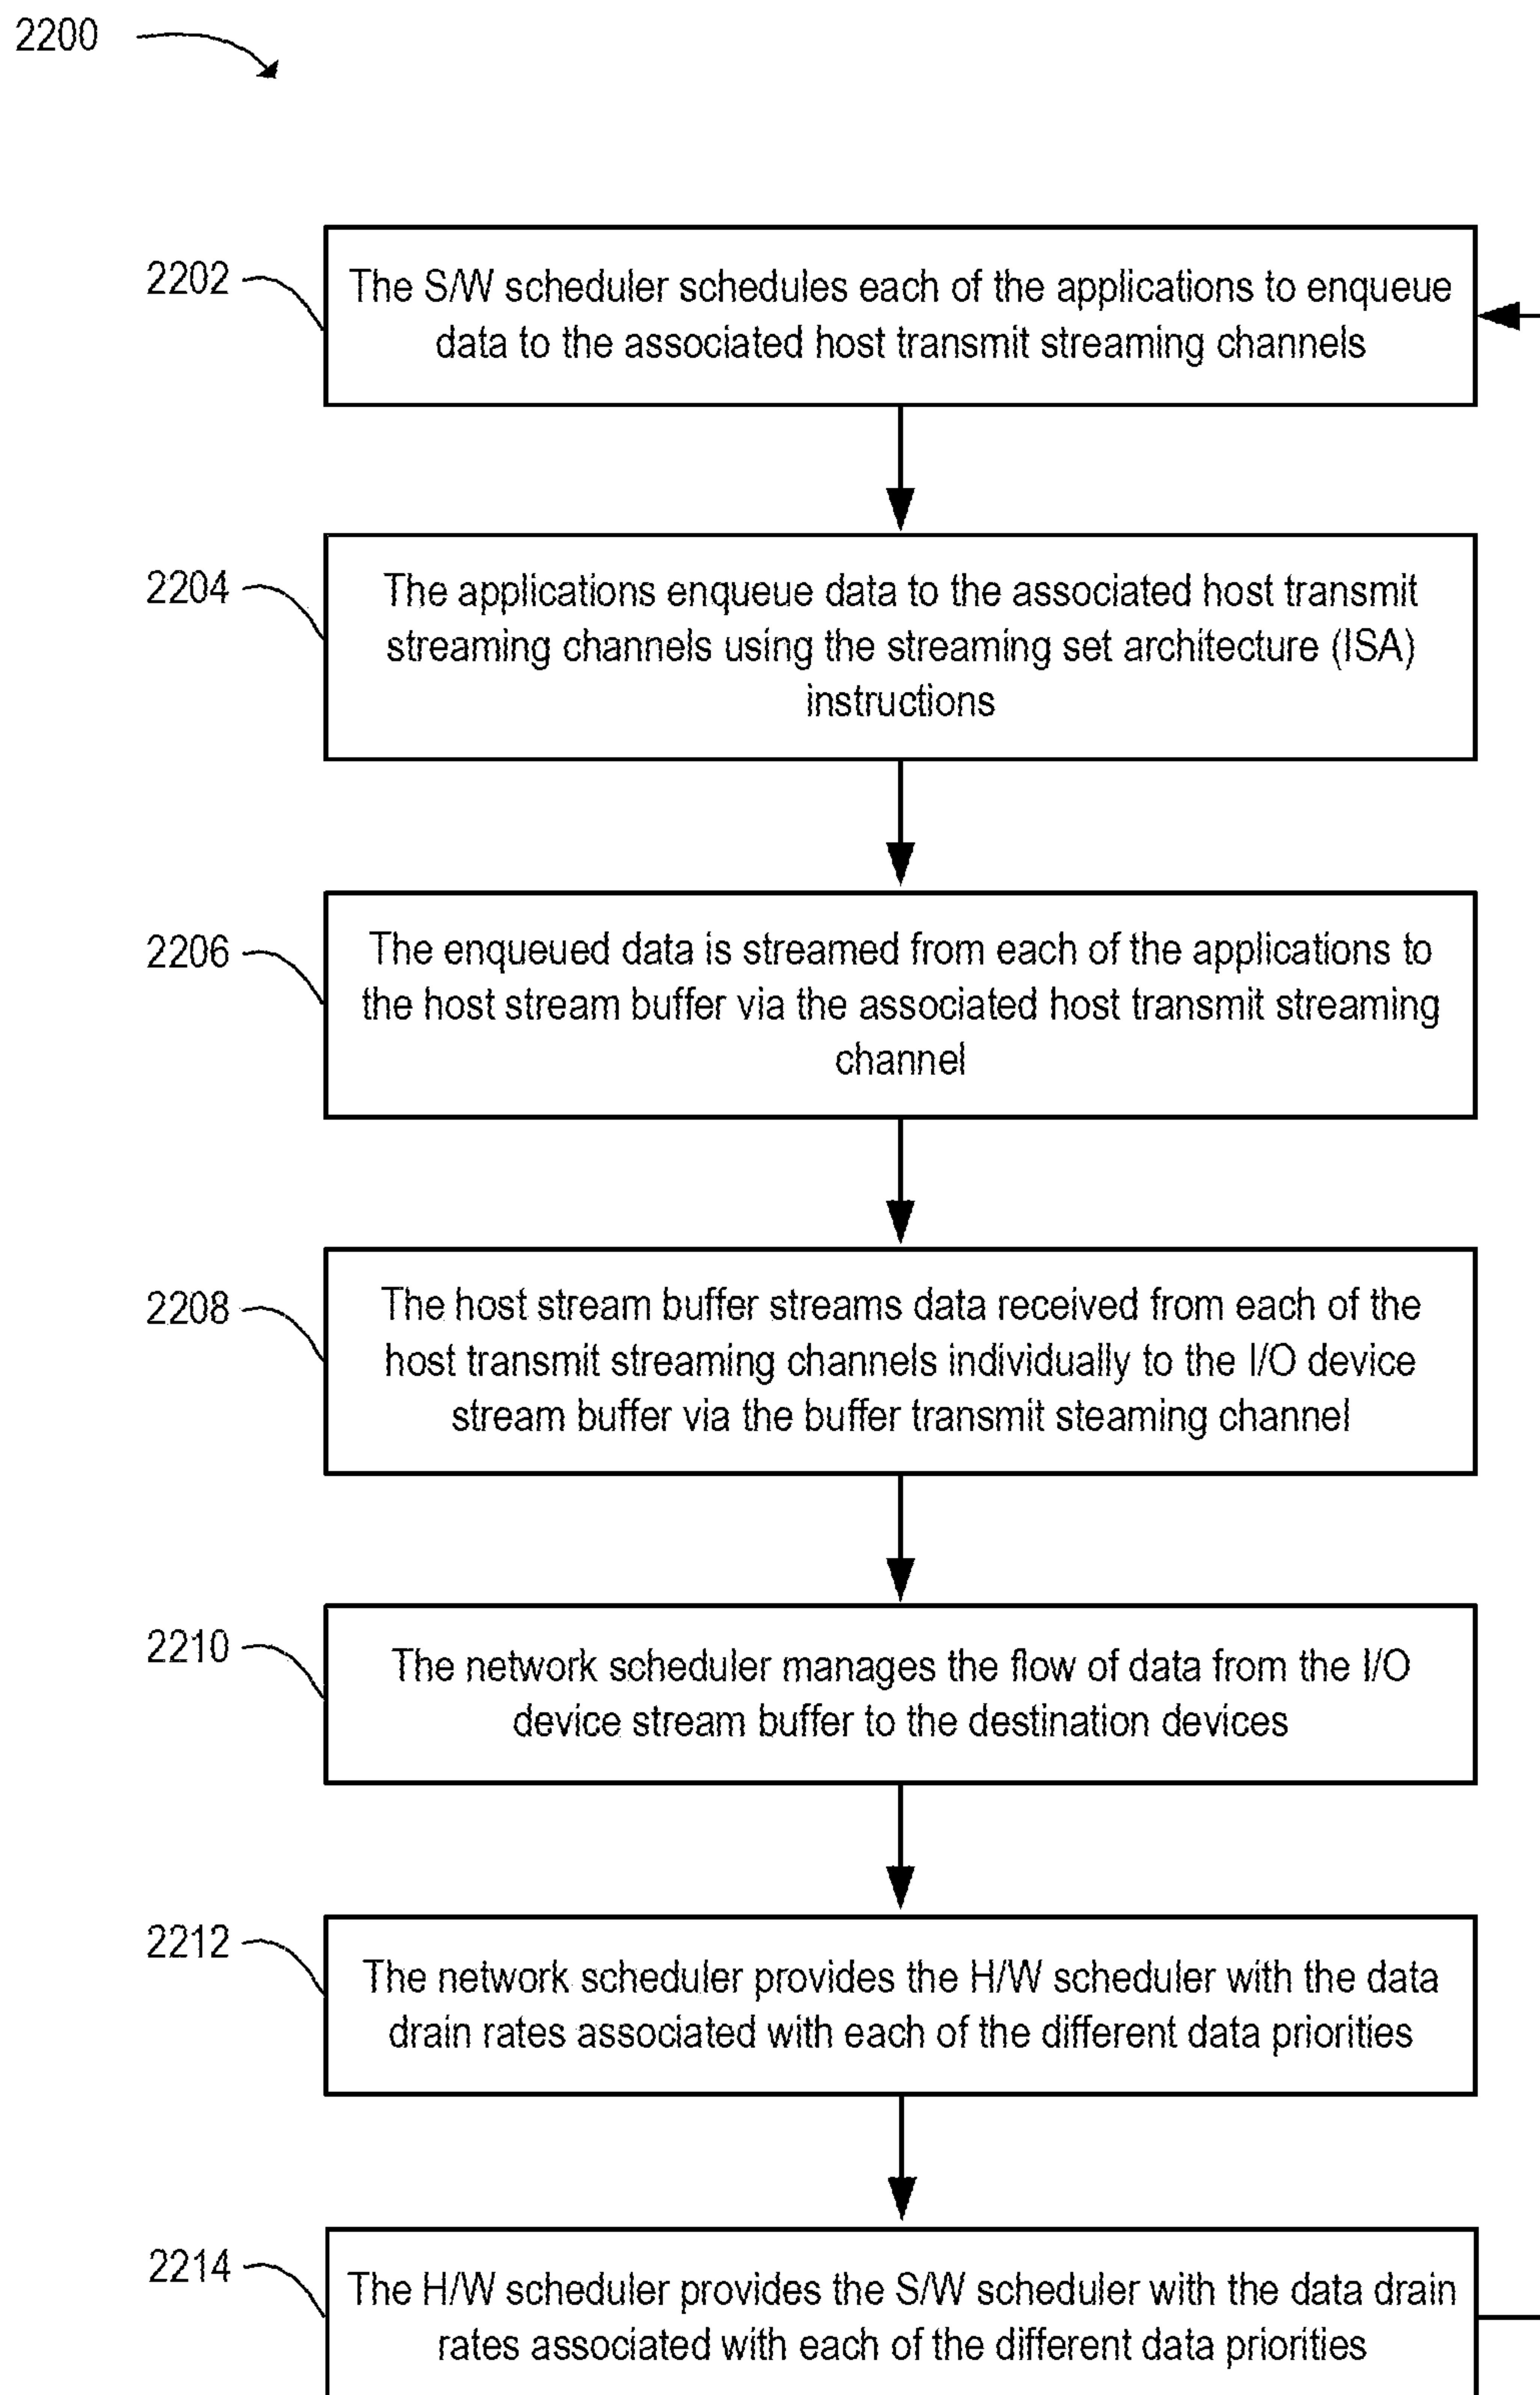 2200
2202
The S/W scheduler schedules each of the applications to enqueue
data to the associated host transmit streaming channels
2204
The applications enqueue data to the associated host transmit
streaming channels using the streaming set architecture (ISA)
instructions
2206
The enqueued data is streamed from each of the applications to
the host stream buffer via the associated host transmit streaming
channel
2208
The host stream buffer streams data received from each of the
host transmit streaming channels individually to the I/O device
stream buffer via the buffer transmit steaming channel
2210
The network scheduler manages the flow of data from the I/O
device stream buffer to the destination devices
2212
The network scheduler provides the H/W scheduler with the data
drain rates associated with each of the different data priorities
2214
The H/W scheduler provides the S/W scheduler with the data drain
rates associated with each of the different data priorities